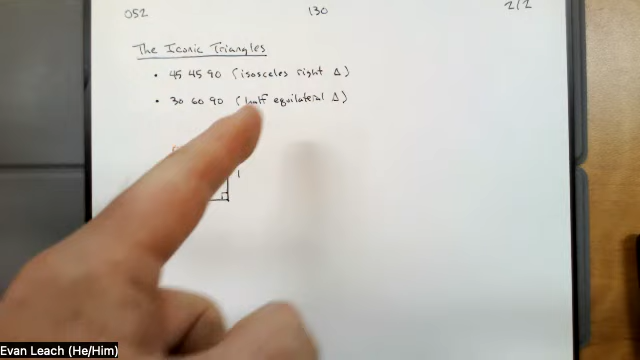 052 130 2/2
The Iconic Triangles
• 45 45 90 (isosceles right Δ)
• 30 60 90 (half equilateral Δ)
1
Evan Leach (He/Him)